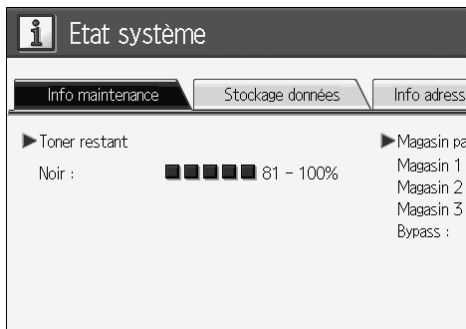 Etat système
Info maintenance
Stockage données
Info adress
Toner restant
Noir :
81 - 100%
Magasin pa
Magasin 1
Magasin 2
Magasin 3
Bypass :